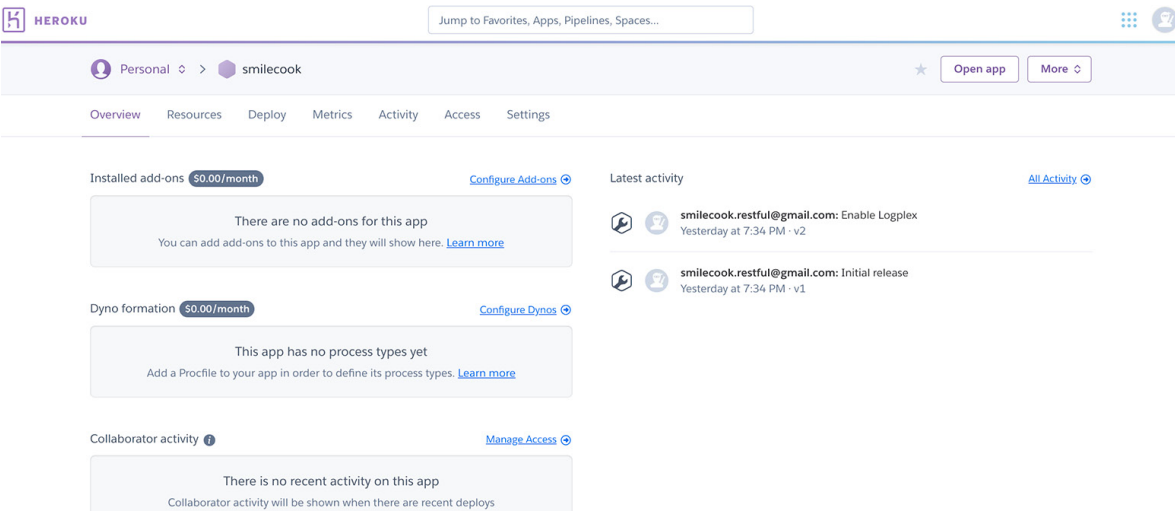 HEROKU
Jump to Favorites, Apps, Pipelines, Spaces...
Personal > smilecook
Open app
More
Overview Resources Deploy Metrics Activity Access Settings
Installed add-ons $0.00/month
Configure Add-ons
There are no add-ons for this app
You can add add-ons to this app and they will show here. Learn more
Dyno formation $0.00/month
Configure Dynos
This app has no process types yet
Add a Procfile to your app in order to define its process types. Learn more
Collaborator activity
Manage Access
There is no recent activity on this app
Collaborator activity will be shown when there are recent deploys
Latest activity
All Activity
smilecook.restful@gmail.com: Enable Logplex
Yesterday at 7:34 PM · v2
smilecook.restful@gmail.com: Initial release
Yesterday at 7:34 PM · v1